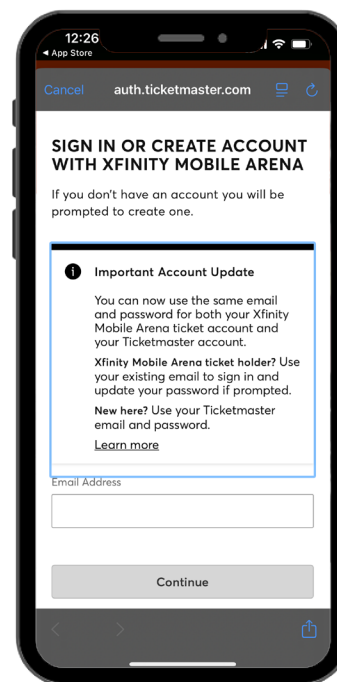 12:26
App Store
Cancel
auth.ticketmaster.com
SIGN IN OR CREATE ACCOUNT
WITH XFINITY MOBILE ARENA
If you don't have an account you will be
prompted to create one.
Important Account Update
You can now use the same email
and password for both your Xfinity
Mobile Arena ticket account and
your Ticketmaster account.
Xfinity Mobile Arena ticket holder? Use
your existing email to sign in and
update your password if prompted.
New here? Use your Ticketmaster
email and password.
Learn more
Email Address
Continue